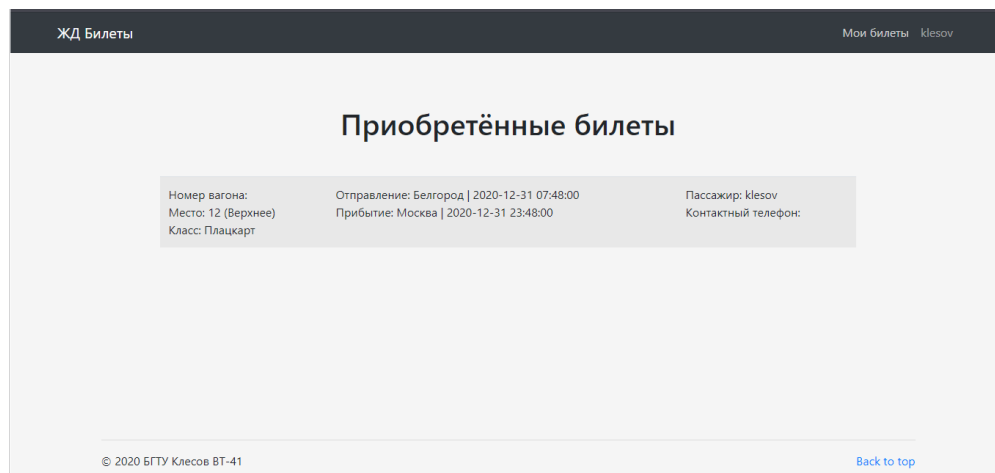 ЖД Билеты
Мои билеты klesov
Приобретённые билеты
Номер вагона:
Место: 12 (Верхнее)
Класс: Плацкарт
Отправление: Белгород | 2020-12-31 07:48:00
Прибытие: Москва | 2020-12-31 23:48:00
Пассажир: klesov
Контактный телефон:
© 2020 БГТУ Клесов ВТ-41
Back to top